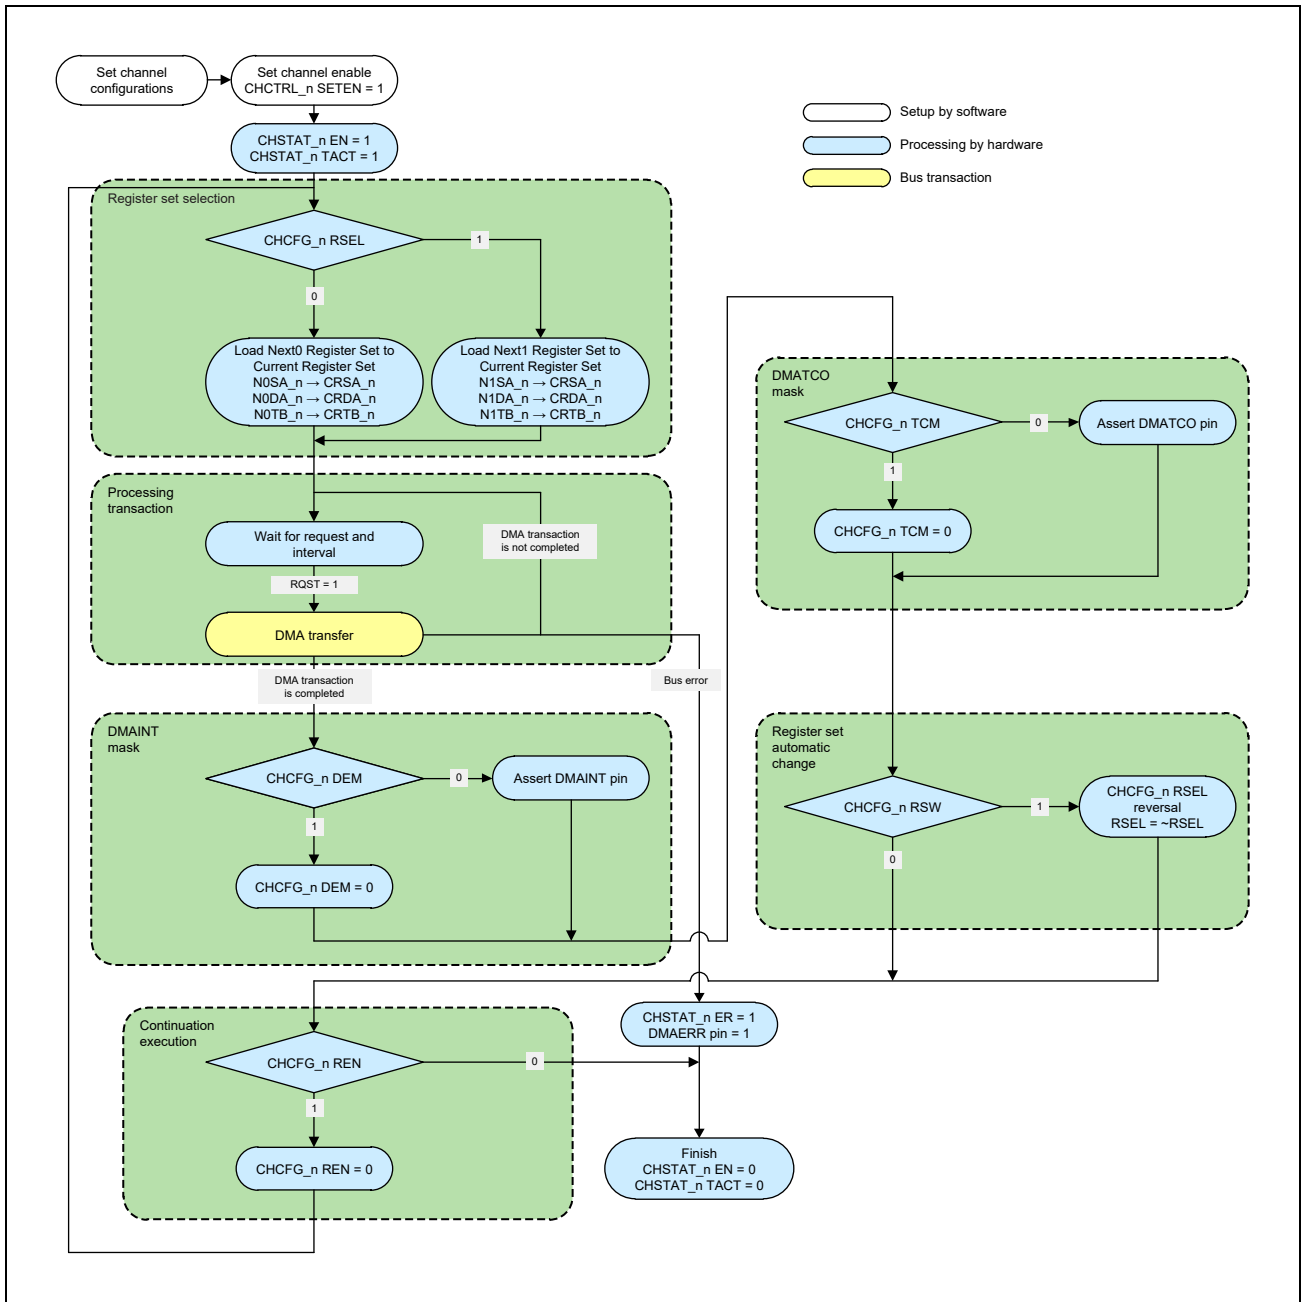 Set channel
configurations
Set channel enable
CHCTRL_n SETEN = 1
CHSTAT_n EN = 1
CHSTAT_n TACT = 1
Setup by software
Processing by hardware
Bus transaction
Register set selection
CHCFG_n RSEL
1
0
Load Next0 Register Set to
Current Register Set
N0SA_n → CRSA_n
N0DA_n → CRDA_n
N0TB_n → CRTB_n
Load Next1 Register Set to
Current Register Set
N1SA_n → CRSA_n
N1DA_n → CRDA_n
N1TB_n → CRTB_n
Processing
transaction
Wait for request and
interval
DMA transaction
is not completed
RQST = 1
DMA transfer
DMA transaction
is completed
Bus error
DMAINT
mask
CHCFG_n DEM
0
Assert DMAINT pin
1
CHCFG_n DEM = 0
DMATCO
mask
CHCFG_n TCM
0
Assert DMATCO pin
1
CHCFG_n TCM = 0
Register set
automatic
change
CHCFG_n RSW
1
CHCFG_n RSEL
reversal
RSEL = ~RSEL
0
Continuation
execution
CHCFG_n REN
0
1
CHCFG_n REN = 0
CHSTAT_n ER = 1
DMAERR pin = 1
Finish
CHSTAT_n EN = 0
CHSTAT_n TACT = 0